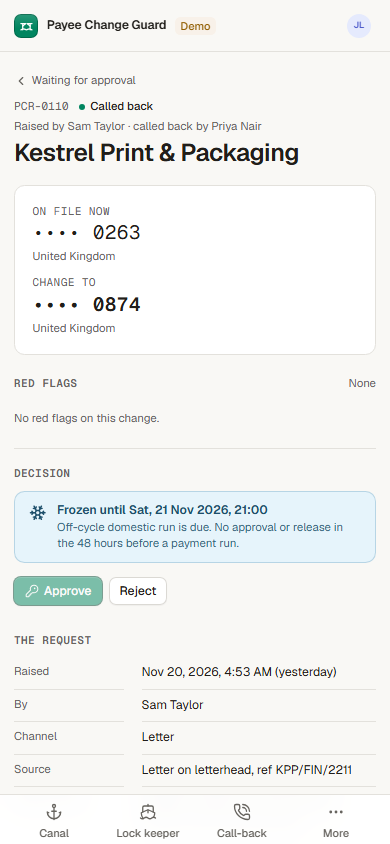 Payee Change Guard Demo JL
Waiting for approval
PCR-0110 Called back
Raised by Sam Taylor · called back by Priya Nair
Kestrel Print & Packaging
ON FILE NOW
•••• 0263
United Kingdom
CHANGE TO
•••• 0874
United Kingdom
RED FLAGS None
No red flags on this change.
DECISION
Frozen until Sat, 21 Nov 2026, 21:00
Off-cycle domestic run is due. No approval or release in
the 48 hours before a payment run.
Approve Reject
THE REQUEST
Raised Nov 20, 2026, 4:53 AM (yesterday)
By Sam Taylor
Channel Letter
Source Letter on letterhead, ref KPP/FIN/2211
Canal Lock keeper Call-back More